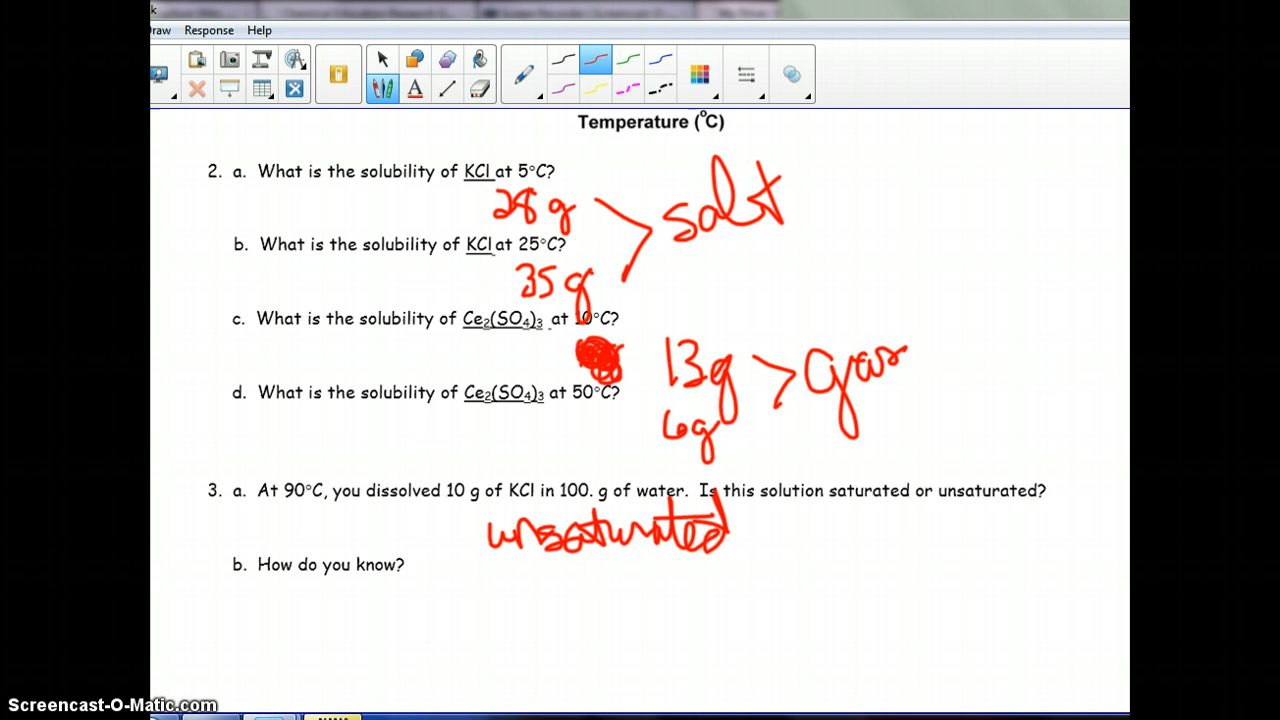 raw Response Help
Temperature (°C)
2. a. What is the solubility of KCl at 5°C?
28 g
salt
b. What is the solubility of KCl at 25°C?
35 g
c. What is the solubility of Ce₂(SO₄)₃ at 10°C?
13g
gas
d. What is the solubility of Ce₂(SO₄)₃ at 50°C?
6g
3. a. At 90°C, you dissolved 10 g of KCl in 100. g of water. Is this solution saturated or unsaturated?
unsaturated
b. How do you know?
Screencast-O-Matic.com